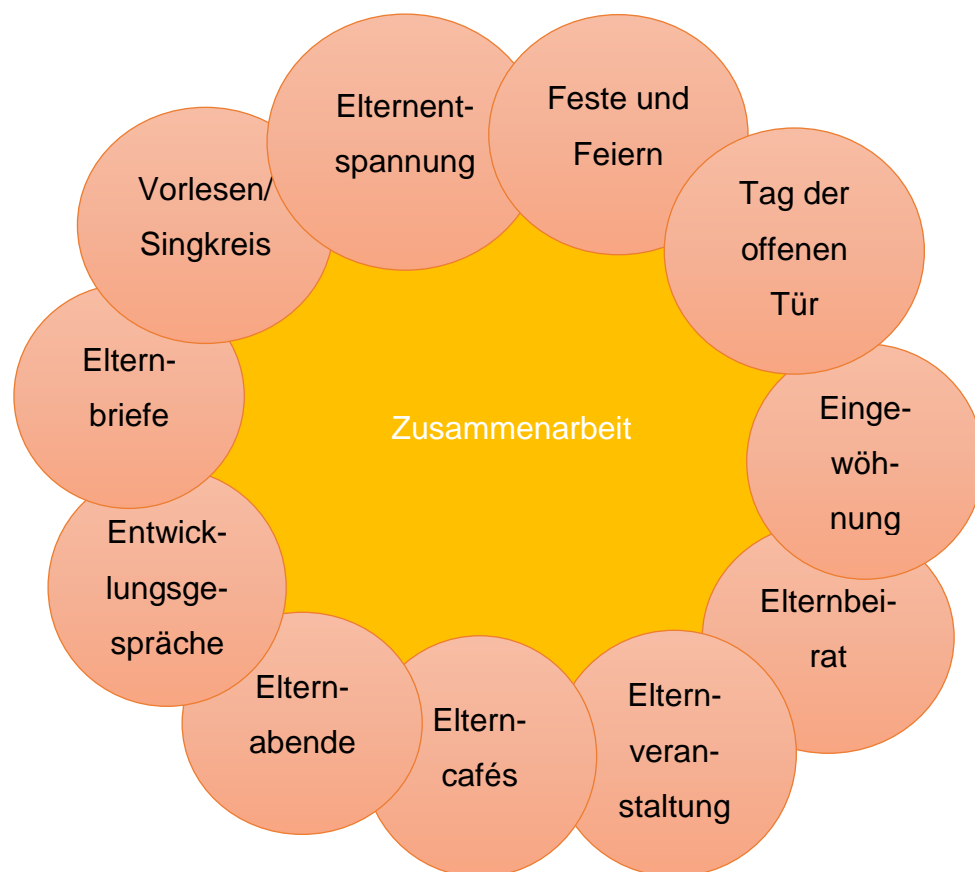 Elternent-
spannung
Feste und
Feiern
Tag der
offenen
Tür
Einge-
wöh-
nung
Elternbei-
rat
Eltern-
veran-
staltung
Eltern-
cafés
Eltern-
abende
Entwick-
lungsge-
spräche
Eltern-
briefe
Vorlesen/
Singkreis
Zusammenarbeit